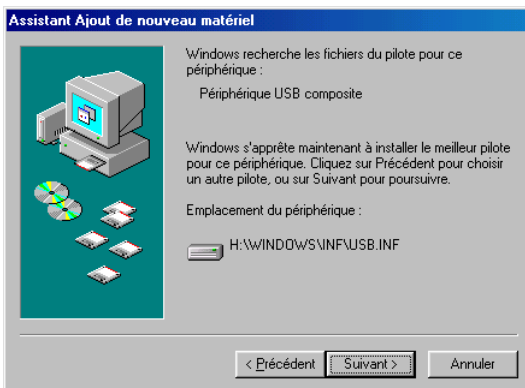 Assistant Ajout de nouveau matériel
Windows recherche les fichiers du pilote pour ce
périphérique :
Périphérique USB composite
Windows s'apprête maintenant à installer le meilleur pilote
pour ce périphérique. Cliquez sur Précédent pour choisir
un autre pilote, ou sur Suivant pour poursuivre.
Emplacement du périphérique :
H:\WINDOWS\INF\USB.INF
< Précédent
Suivant >
Annuler